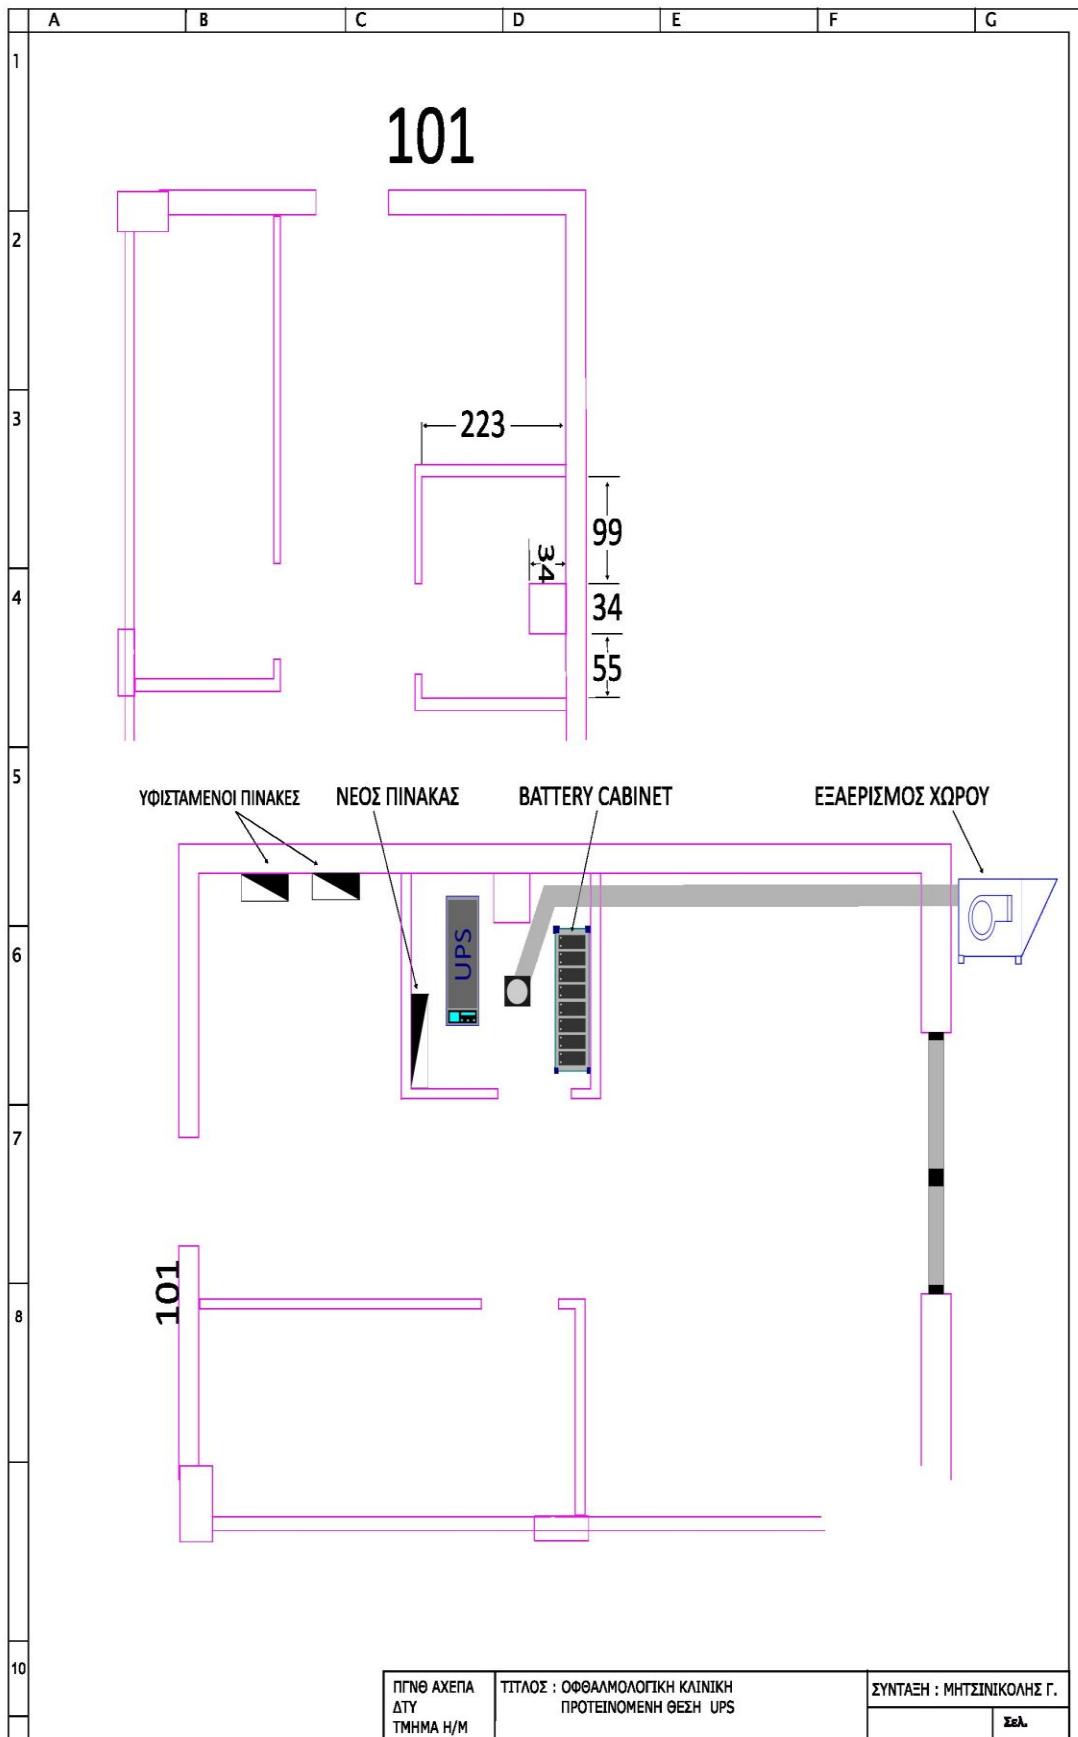 A B C D E F G
1
101
2
3
223
99
34
4
34
55
5
ΥΦΙΣΤΑΜΕΝΟΙ ΠΙΝΑΚΕΣ
ΝΕΟΣ ΠΙΝΑΚΑΣ
BATTERY CABINET
ΕΞΑΕΡΙΣΜΟΣ ΧΩΡΟΥ
6
UPS
7
101
8
10
ΠΓΝΘ ΑΧΕΠΑ
ΔΤΥ
ΤΜΗΜΑ Η/Μ
ΤΙΤΛΟΣ : ΟΦΘΑΛΜΟΛΟΓΙΚΗ ΚΛΙΝΙΚΗ
ΠΡΟΤΕΙΝΟΜΕΝΗ ΘΕΣΗ UPS
ΣΥΝΤΑΞΗ : ΜΗΤΣΙΝΙΚΟΛΗΣ Γ.
Σελ.